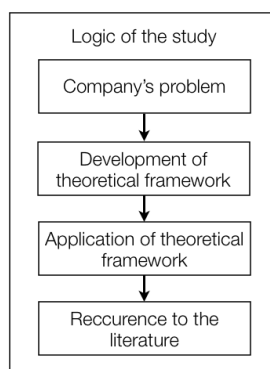 Logic of the study
Company's problem
Development of
theoretical framework
Application of theoretical
framework
Reccurence to the
literature